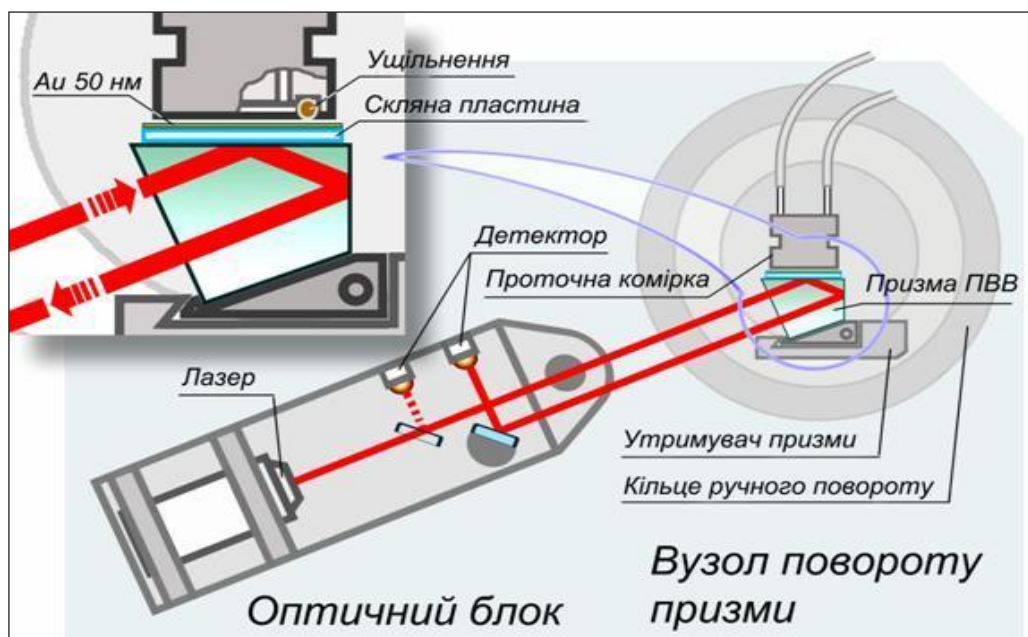 Au 50 нм
Ущільнення
Скляна пластина
Детектор
Проточна комірка
Призма ПВВ
Лазер
Утримувач призми
Кільце ручного повороту
Оптичний блок
Вузол повороту
призми